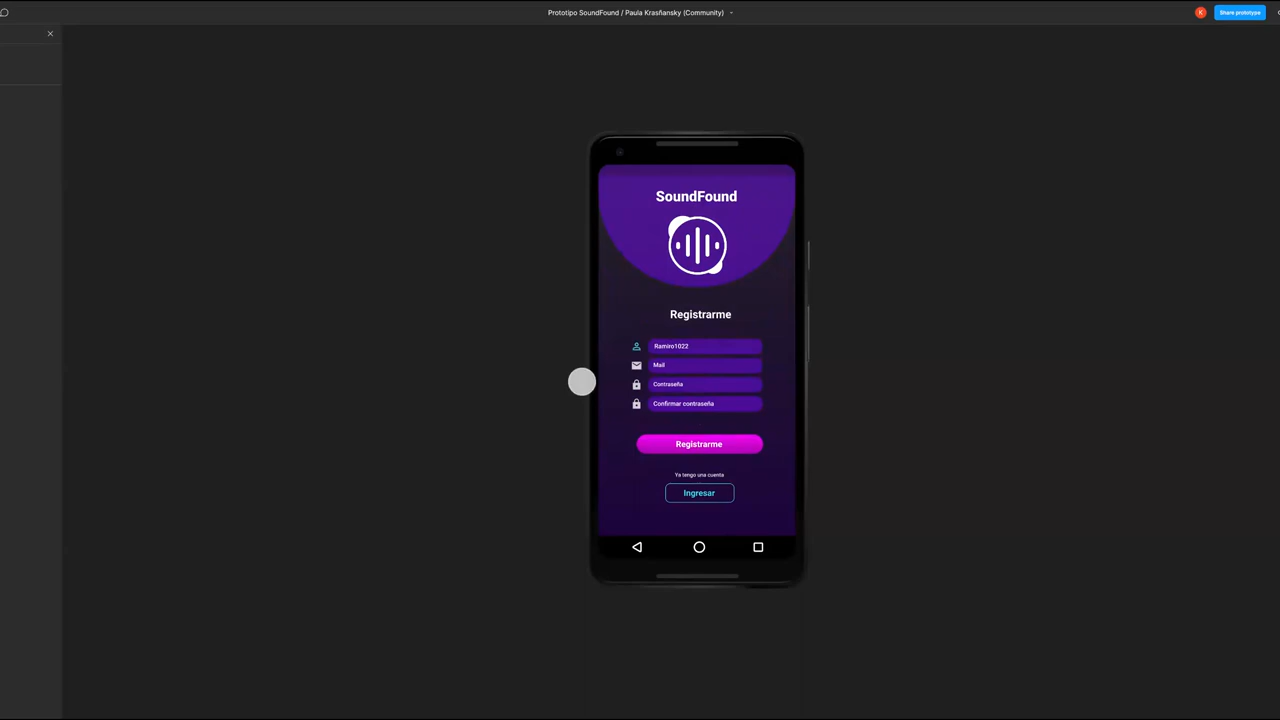 Prototipo SoundFound / Paula Krasñansky (Community)
K
Share prototype
SoundFound
Registrarme
Ramiro1022
Mail
Contraseña
Confirmar contraseña
Registrarme
Ya tengo una cuenta
Ingresar